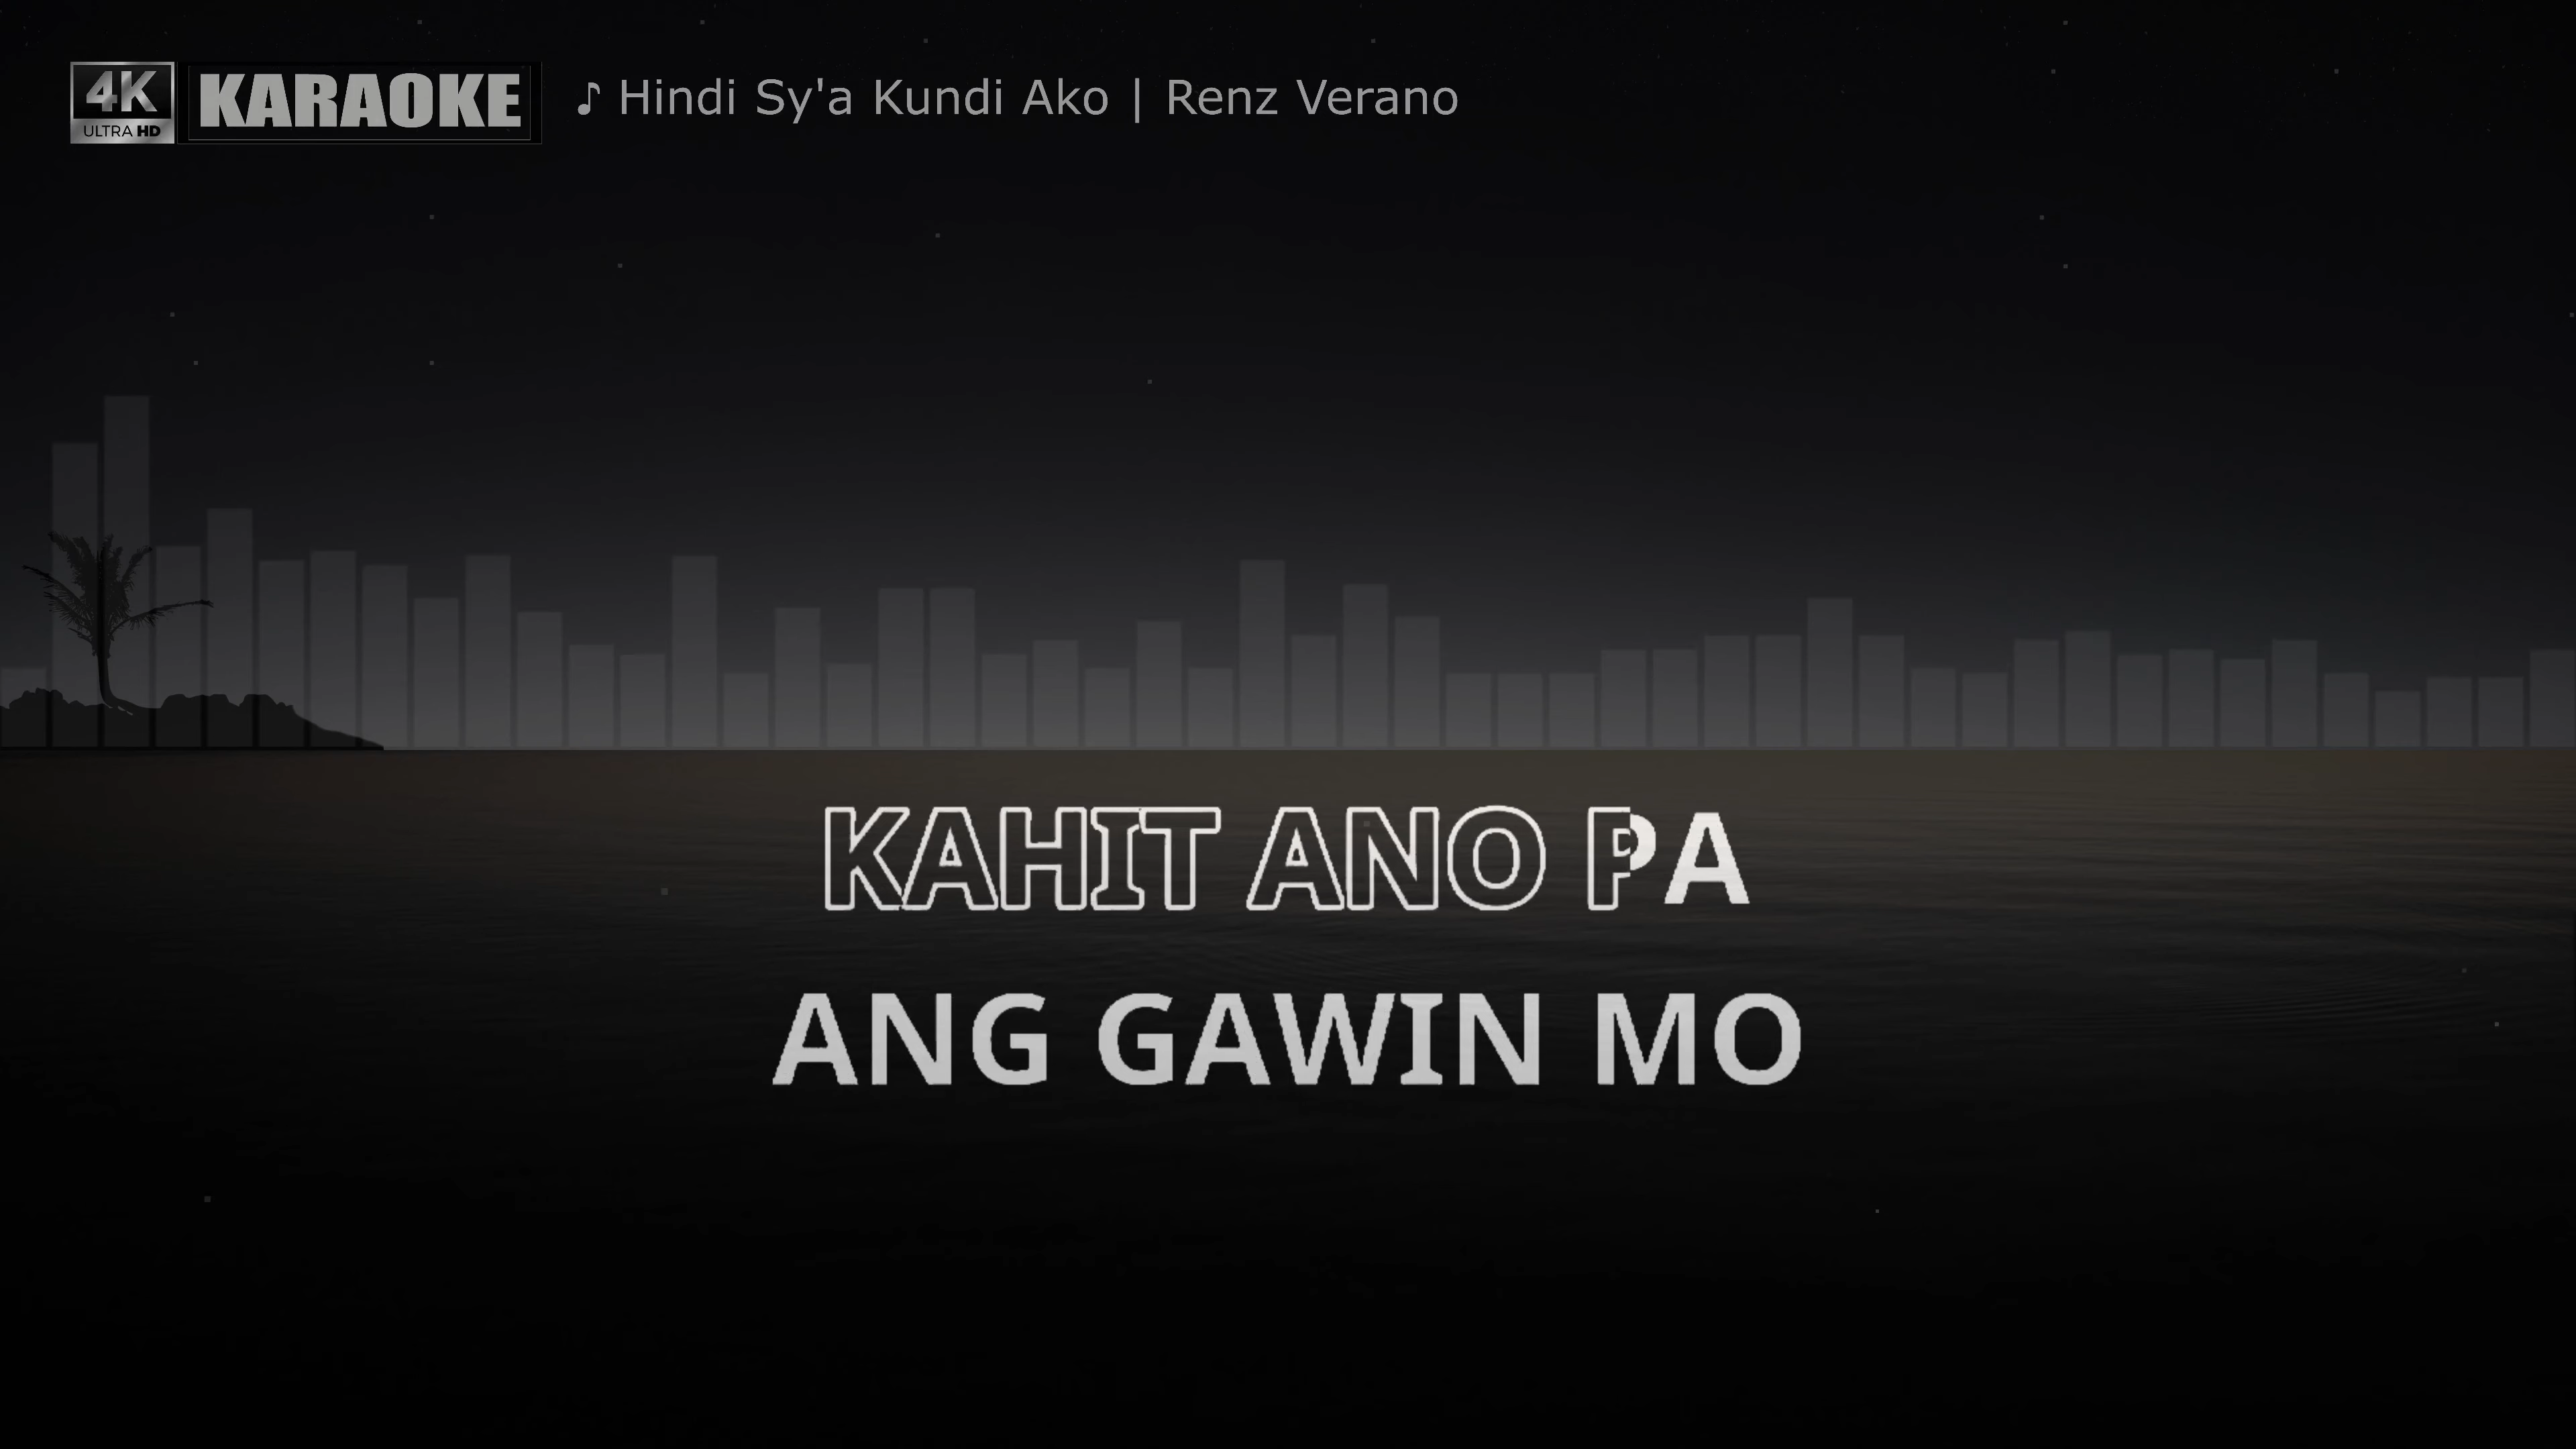 4K
ULTRA HD
KARAOKE
♪ Hindi Sy'a Kundi Ako | Renz Verano
KAHIT ANO PA
ANG GAWIN MO